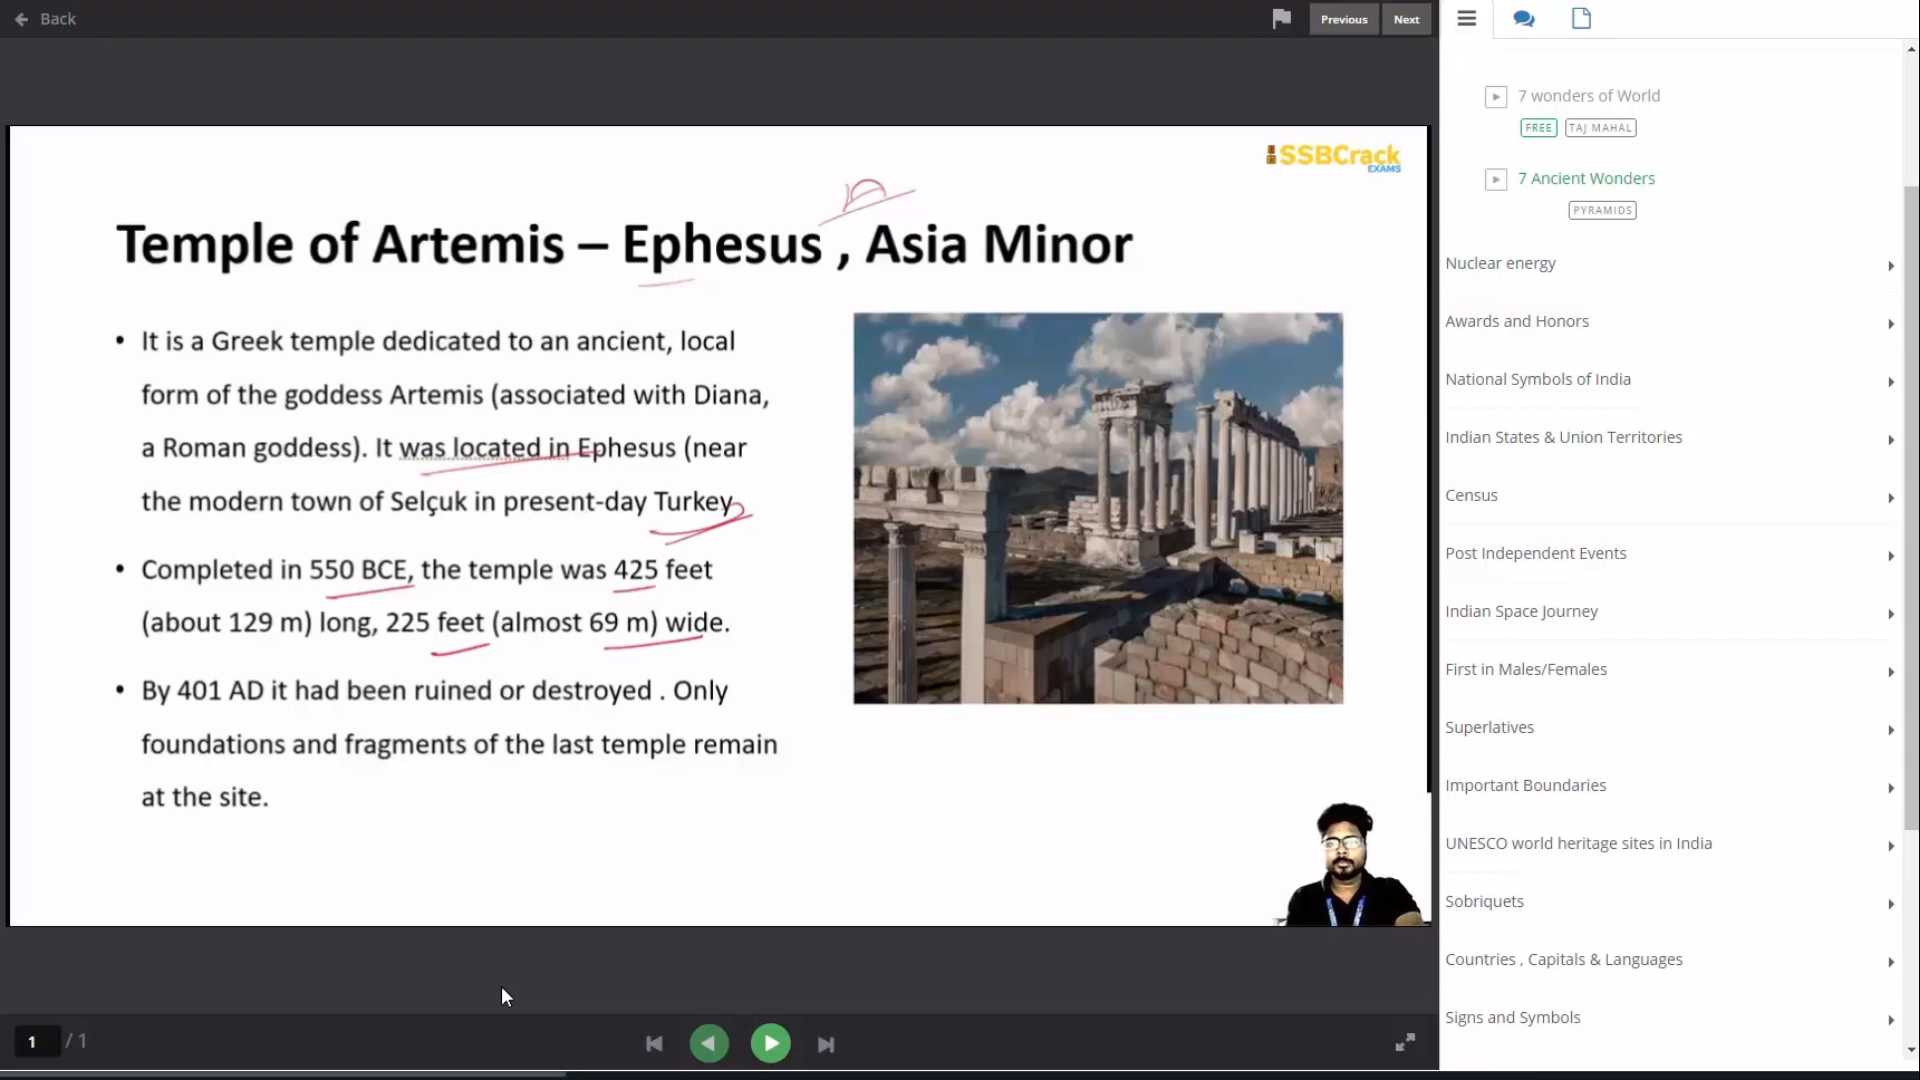 Back
Previous
Next
7 wonders of World
FREE
TAJ MAHAL
7 Ancient Wonders
PYRAMIDS
Nuclear energy
Awards and Honors
National Symbols of India
Indian States & Union Territories
Census
Post Independent Events
Indian Space Journey
First in Males/Females
Superlatives
Important Boundaries
UNESCO world heritage sites in India
Sobriquets
Countries , Capitals & Languages
Signs and Symbols
SSBCrack
EXAMS
Temple of Artemis – Ephesus , Asia Minor
• It is a Greek temple dedicated to an ancient, local
form of the goddess Artemis (associated with Diana,
a Roman goddess). It was located in Ephesus (near
the modern town of Selçuk in present-day Turkey
• Completed in 550 BCE, the temple was 425 feet
(about 129 m) long, 225 feet (almost 69 m) wide.
• By 401 AD it had been ruined or destroyed . Only
foundations and fragments of the last temple remain
at the site.
1 / 1